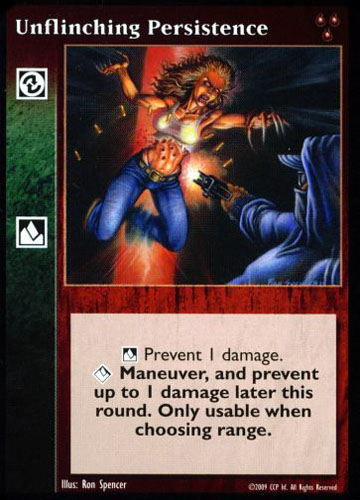 Unflinching Persistence
Prevent 1 damage.
Maneuver, and prevent
up to 1 damage later this
round. Only usable when
choosing range.
Illus: Ron Spencer
©2009 CCP hf. All Rights Reserved